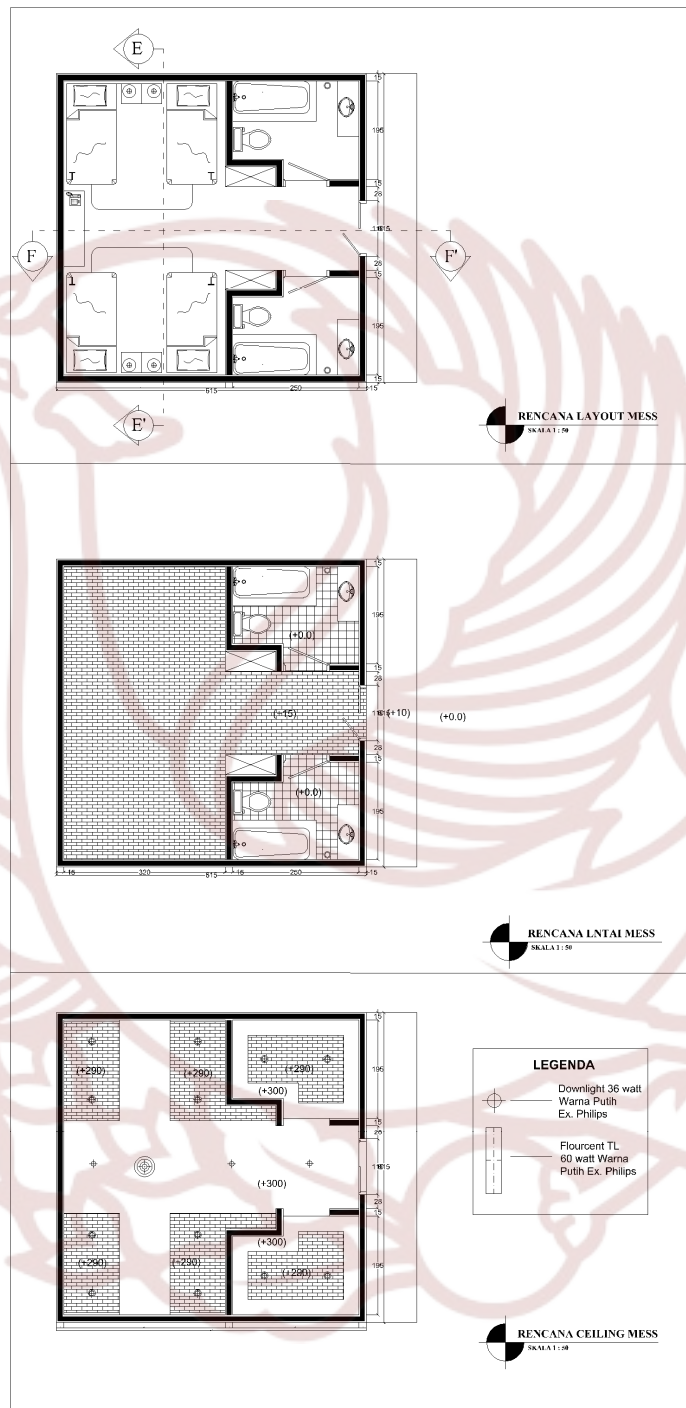 E
15
195
15
28
F
F'
28
15
195
15
615
250
15
E'
RENCANA LAYOUT MESS
SKALA 1 : 50
15
195
(+0.0)
15
28
(+15)
(+10)
(+0.0)
28
15
(+0.0)
195
15
320
615
15
250
15
RENCANA LNTAI MESS
SKALA 1 : 50
15
(+290)
(+290)
(+290)
195
(+300)
15
28
(+300)
28
15
(+300)
(+290)
(+290)
(+290)
195
LEGENDA
Downlight 36 watt
Warna Putih
Ex. Philips
Flourcent TL
60 watt Warna
Putih Ex. Philips
RENCANA CEILING MESS
SKALA 1 : 50